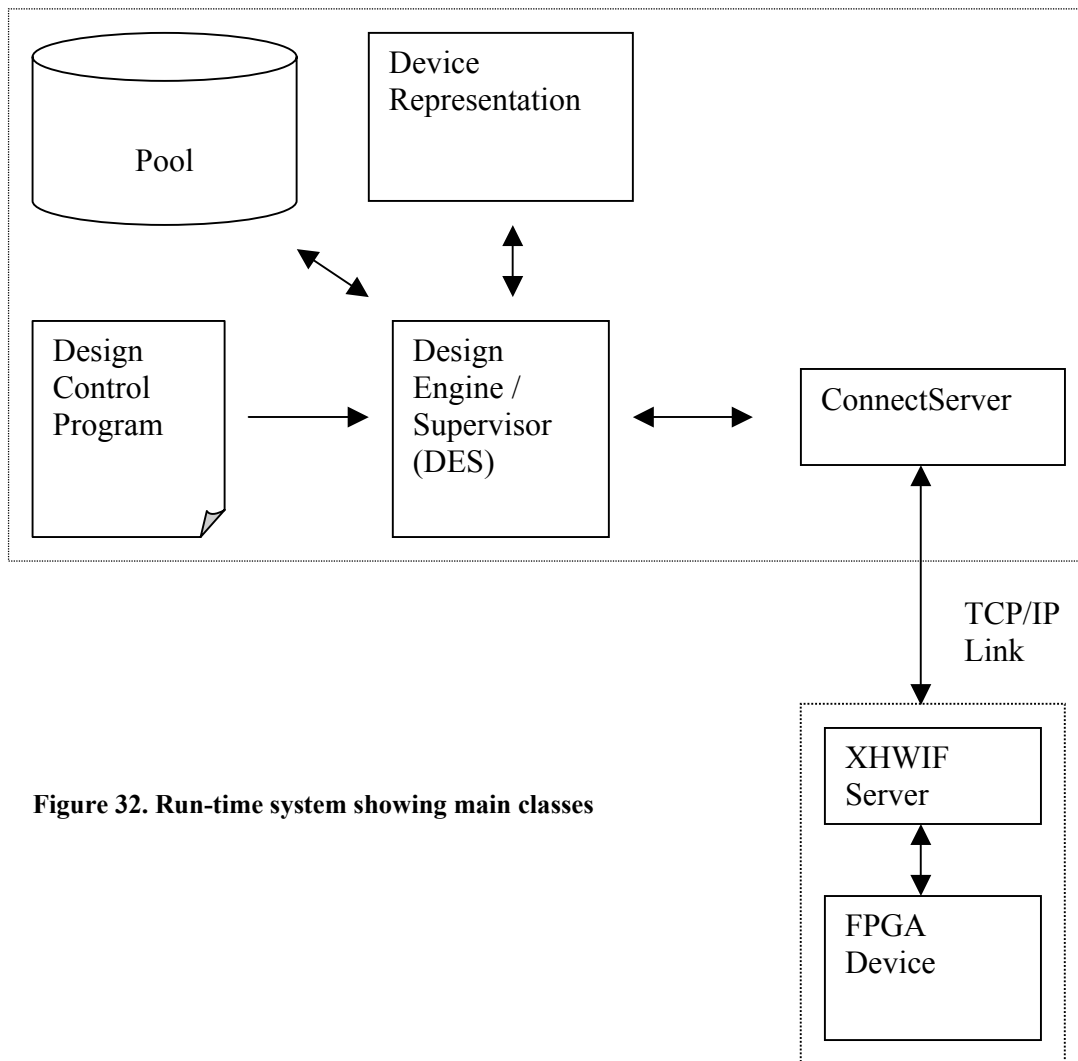 Pool
Device
Representation
Design
Control
Program
Design
Engine /
Supervisor
(DES)
ConnectServer
TCP/IP
Link
XHWIF
Server
FPGA
Device
Figure 32. Run-time system showing main classes